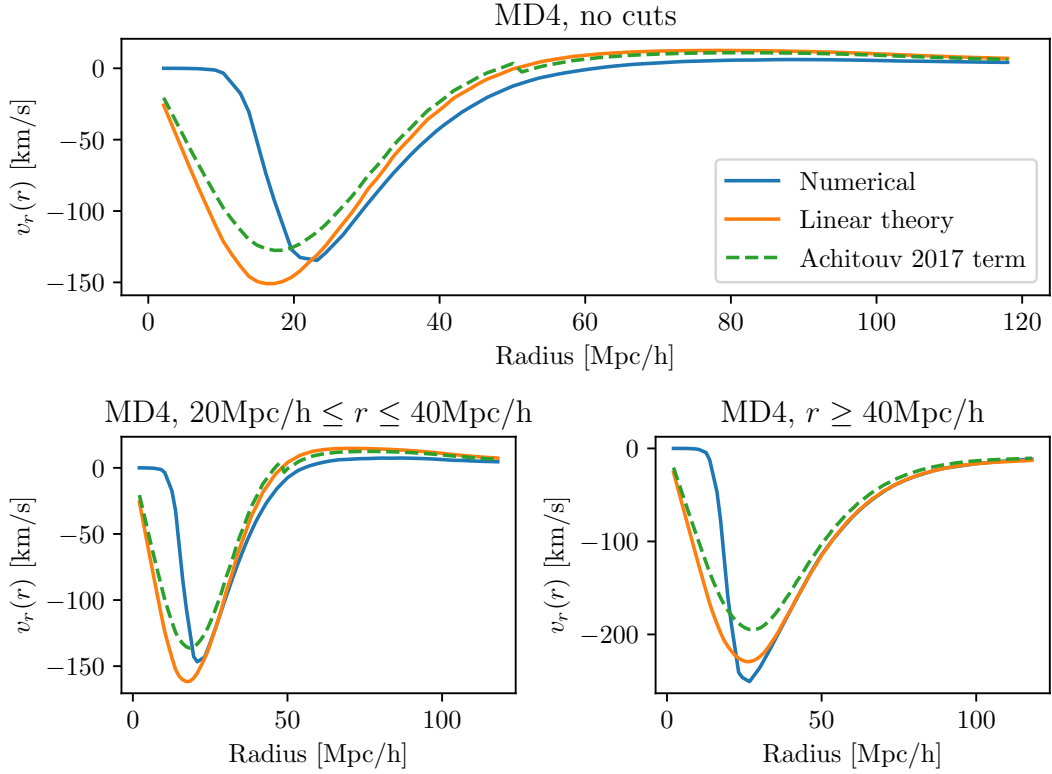 MD4, no cuts
0
−50
−100
−150
v_r(r) [km/s]
Numerical
Linear theory
Achitouv 2017 term
0 20 40 60 80 100 120
Radius [Mpc/h]
MD4, 20Mpc/h ≤ r ≤ 40Mpc/h
0
−50
−100
−150
v_r(r) [km/s]
0 50 100
Radius [Mpc/h]
MD4, r ≥ 40Mpc/h
0
−100
−200
v_r(r) [km/s]
0 50 100
Radius [Mpc/h]